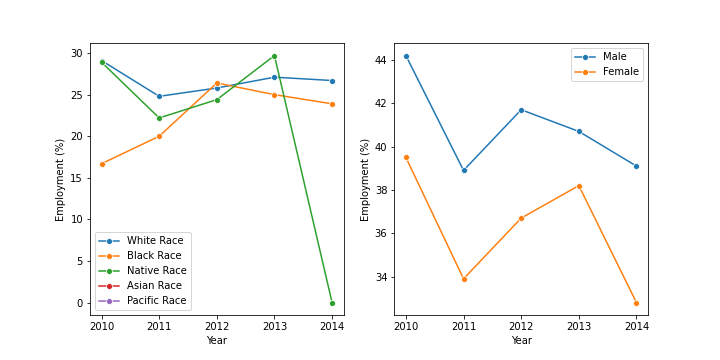 30
25
20
15
10
5
0
Employment (%)
White Race
Black Race
Native Race
Asian Race
Pacific Race
2010 2011 2012 2013 2014
Year
44
42
40
38
36
34
Employment (%)
Male
Female
2010 2011 2012 2013 2014
Year